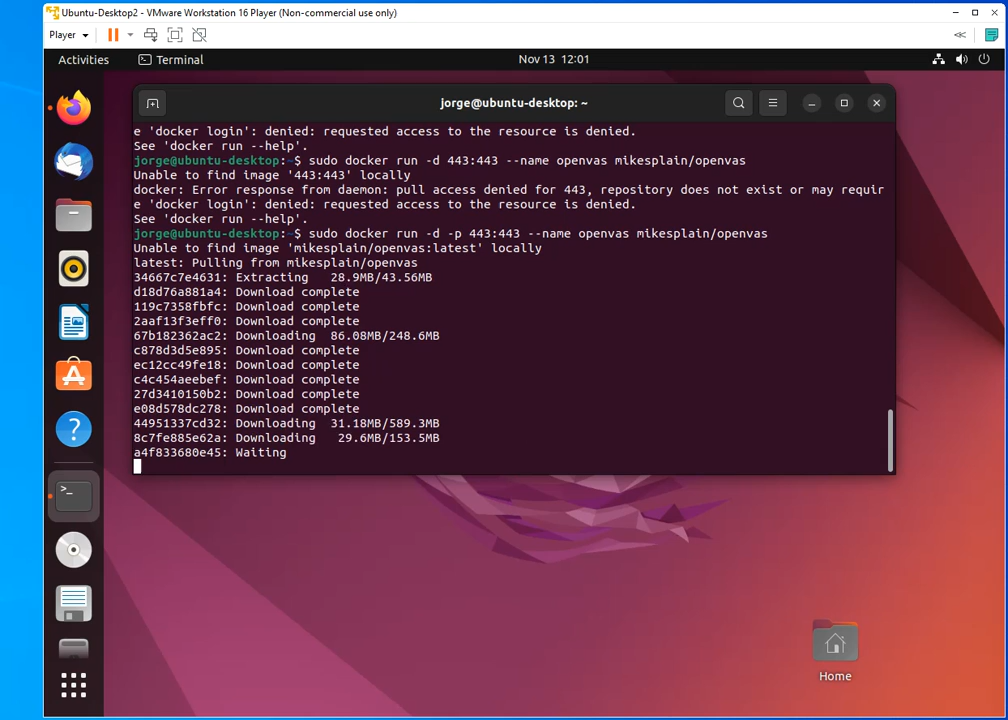 Ubuntu-Desktop2 - VMware Workstation 16 Player (Non-commercial use only)
Player
Activities
Terminal
Nov 13 12:01
jorge@ubuntu-desktop: ~
e 'docker login': denied: requested access to the resource is denied.
See 'docker run --help'.
jorge@ubuntu-desktop:~$ sudo docker run -d 443:443 --name openvas mikesplain/openvas
Unable to find image '443:443' locally
docker: Error response from daemon: pull access denied for 443, repository does not exist or may requir
e 'docker login': denied: requested access to the resource is denied.
See 'docker run --help'.
jorge@ubuntu-desktop:~$ sudo docker run -d -p 443:443 --name openvas mikesplain/openvas
Unable to find image 'mikesplain/openvas:latest' locally
latest: Pulling from mikesplain/openvas
34667c7e4631: Extracting 28.9MB/43.56MB
d18d76a881a4: Download complete
119c7358fbfc: Download complete
2aaf13f3eff0: Download complete
67b182362ac2: Downloading 86.08MB/248.6MB
c878d3d5e895: Download complete
ec12cc49fe18: Download complete
c4c454aeebef: Download complete
27d3410150b2: Download complete
e08d578dc278: Download complete
44951337cd32: Downloading 31.18MB/589.3MB
8c7fe885e62a: Downloading 29.6MB/153.5MB
a4f833680e45: Waiting
Home